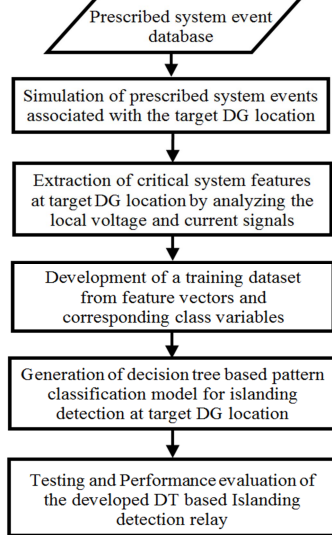 Prescribed system event
database
Simulation of prescribed system events
associated with the target DG location
Extraction of critical system features
at target DG location by analyzing the
local voltage and current signals
Development of a training dataset
from feature vectors and
corresponding class variables
Generation of decision tree based pattern
classification model for islanding
detection at target DG location
Testing and Performance evaluation of
the developed DT based Islanding
detection relay